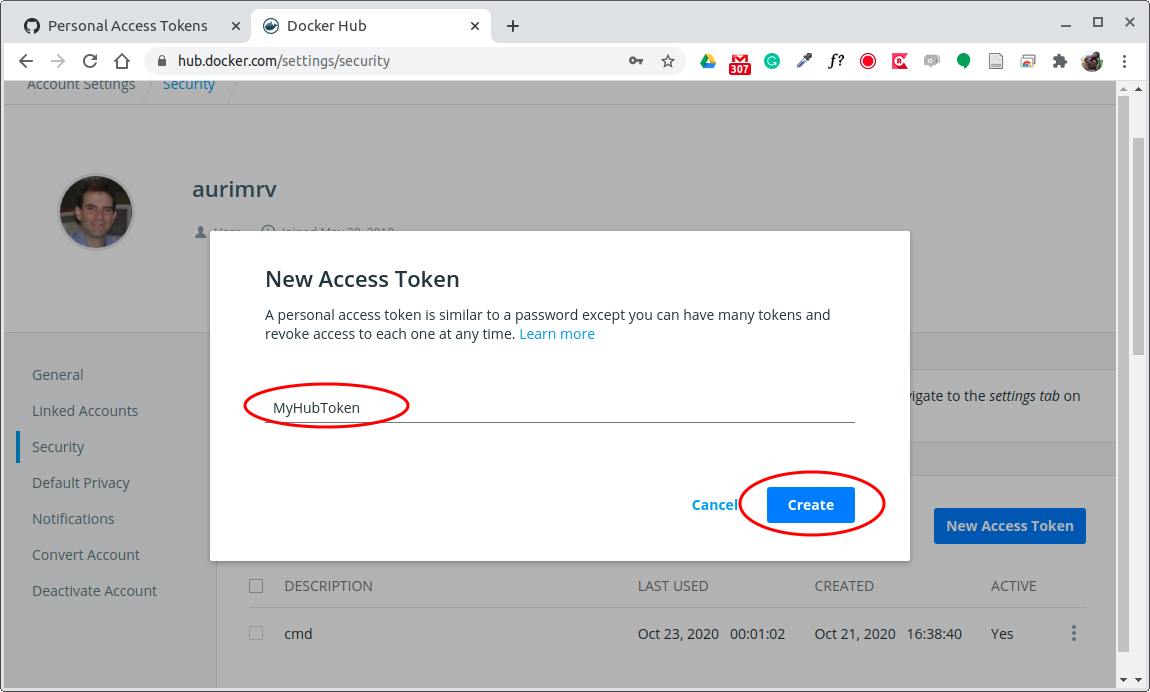 Personal Access Tokens
Docker Hub
hub.docker.com/settings/security
307
f?
Account Settings
Security
aurimrv
User Joined May 20, 2018
New Access Token
A personal access token is similar to a password except you can have many tokens and
revoke access to each one at any time. Learn more
MyHubToken
Cancel
Create
General
Linked Accounts
Security
Default Privacy
Notifications
Convert Account
Deactivate Account
vigate to the settings tab on
New Access Token
DESCRIPTION LAST USED CREATED ACTIVE
cmd Oct 23, 2020 00:01:02 Oct 21, 2020 16:38:40 Yes